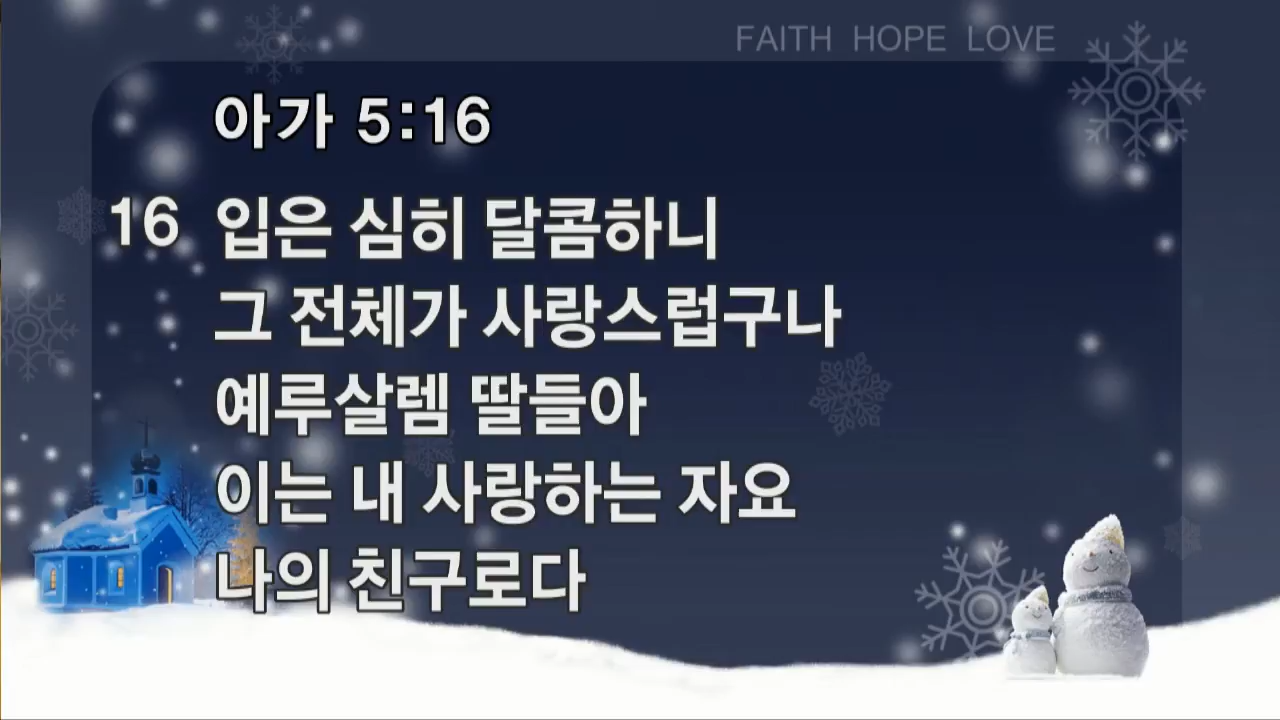 FAITH HOPE LOVE
아가 5:16
16 입은 심히 달콤하니
그 전체가 사랑스럽구나
예루살렘 딸들아
이는 내 사랑하는 자요
나의 친구로다